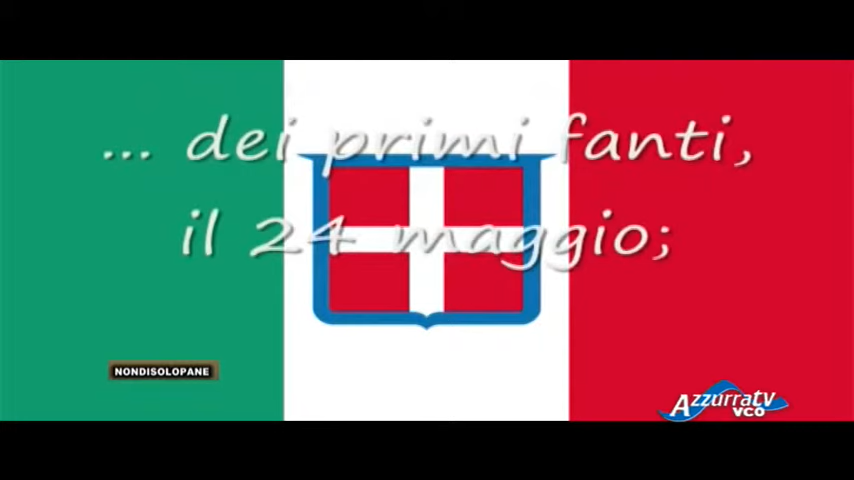 ... dei primi fanti,
il 24 maggio;
NONDISOLOPANE
Azzurratv
VCO